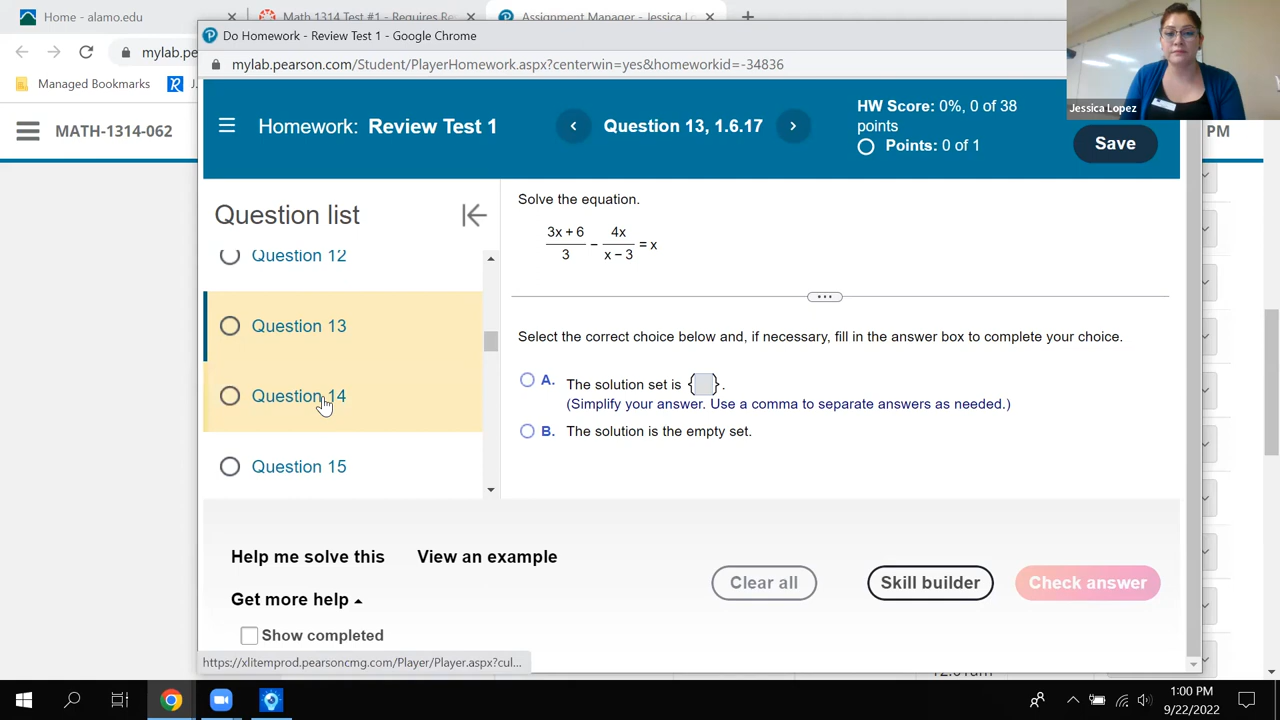 Home - alamo.edu
Math 1314 Test #1 - Requires Re
Assignment Manager - Jessica Lo
Do Homework - Review Test 1 - Google Chrome
mylab.pe
mylab.pearson.com/Student/PlayerHomework.aspx?centerwin=yes&homeworkid=-34836
Managed Bookmarks
J
Jessica Lopez
MATH-1314-062
PM
Homework: Review Test 1
Question 13, 1.6.17
HW Score: 0%, 0 of 38
points
Points: 0 of 1
Save
Question list
Question 12
Question 13
Question 14
Question 15
Solve the equation.
3x + 6 4x
– = x
3 x – 3
Select the correct choice below and, if necessary, fill in the answer box to complete your choice.
A. The solution set is { }.
(Simplify your answer. Use a comma to separate answers as needed.)
B. The solution is the empty set.
Help me solve this
View an example
Get more help
Clear all
Skill builder
Check answer
Show completed
https://xlitemprod.pearsoncmg.com/Player/Player.aspx?cul...
1:00 PM
9/22/2022